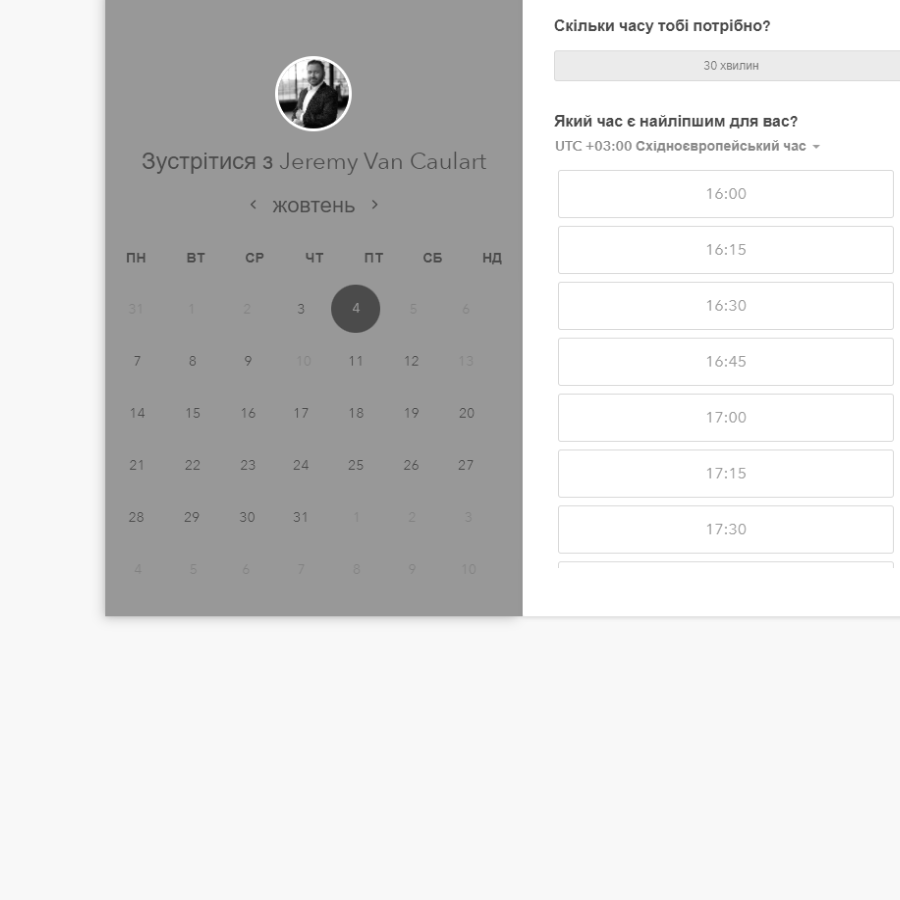 Зустрітися з Jeremy Van Caulart
жовтень
ПН ВТ СР ЧТ ПТ СБ НД
31 1 2 3 4 5 6
7 8 9 10 11 12 13
14 15 16 17 18 19 20
21 22 23 24 25 26 27
28 29 30 31 1 2 3
4 5 6 7 8 9 10
Скільки часу тобі потрібно?
30 хвилин
Який час є найліпшим для вас?
UTC +03:00 Східноєвропейський час
16:00
16:15
16:30
16:45
17:00
17:15
17:30